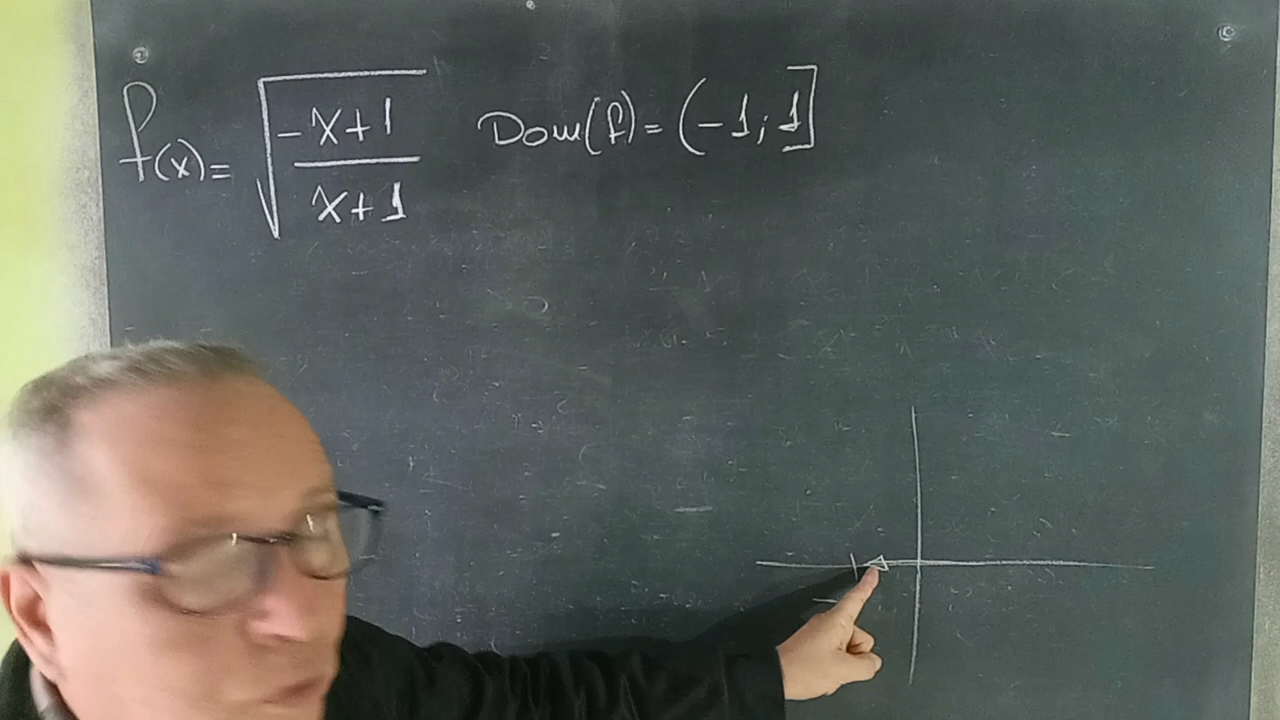 f(x) = √((-x+1)/(x+1)) Dom(f) = (-1; 1]